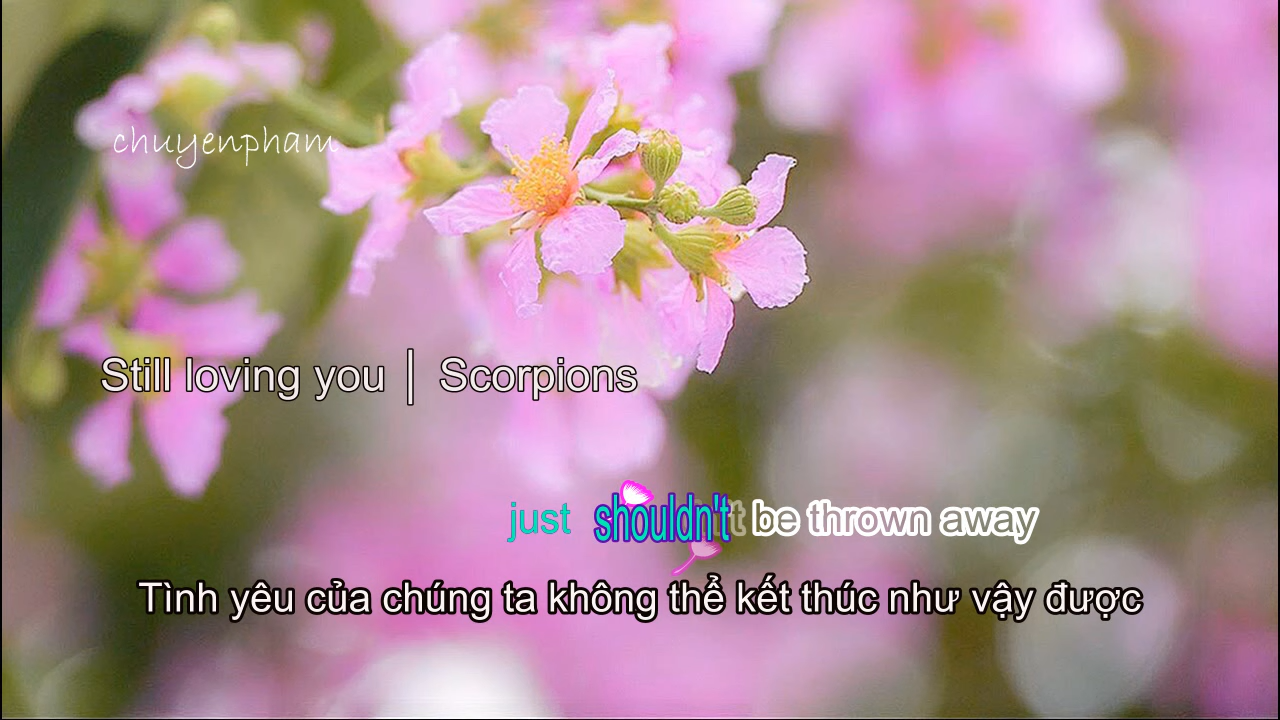 chuyenpham
Still loving you | Scorpions
just shouldn't be thrown away
Tình yêu của chúng ta không thể kết thúc như vậy được